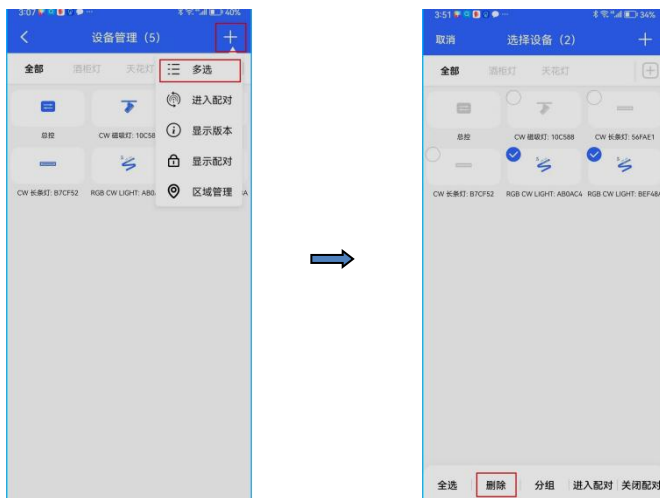 3:07 40%
设备管理（5）
全部 酒柜灯 天花灯
多选
进入配对
显示版本
显示配对
区域管理
总控 CW 磁吸灯: 10C58
CW 长条灯: B7CF52 RGB CW LIGHT: AB0A
3:51 34%
取消 选择设备（2）
全部 酒柜灯 天花灯
总控 CW 磁吸灯: 10C588 CW 长条灯: 56FAE1
CW 长条灯: B7CF52 RGB CW LIGHT: AB0AC4 RGB CW LIGHT: BEF48A
全选 删除 分组 进入配对 关闭配对